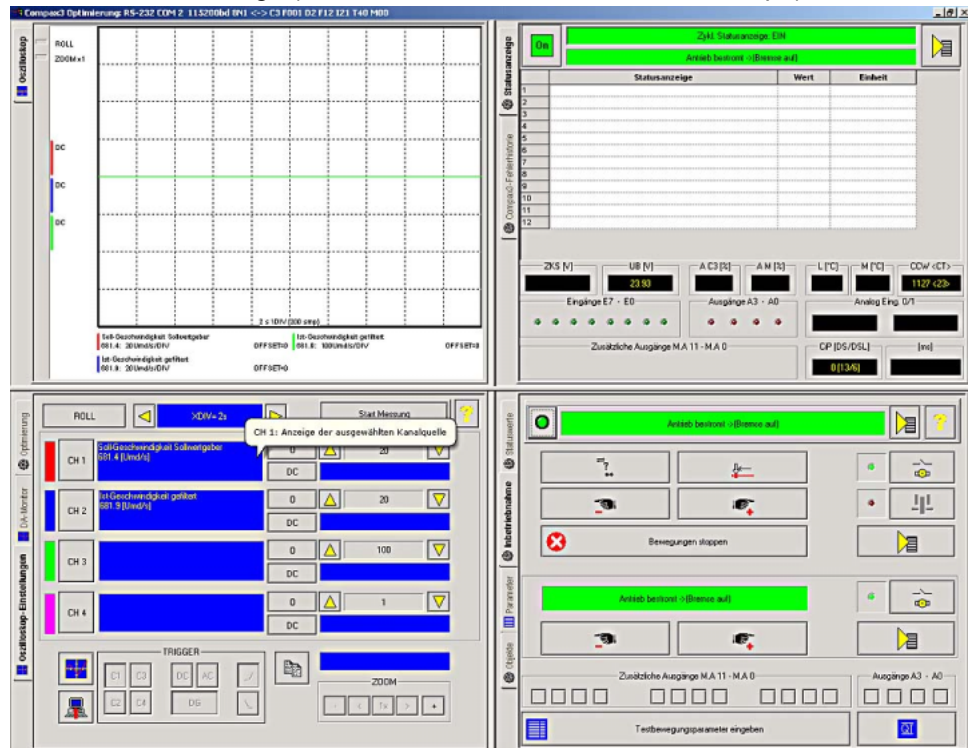 Compax3 Optimierung: RS-232 COM 2 115200bd 8N1 <-> C3 F001 D2 F12 I21 T40 M00
Oszilloskop
ROLL
ZOOMx1
DC
DC
DC
2 s 1DIV (200 smp)
Soll-Geschwindigkeit Sollwertgeber
681.4: 20Umd/s/DIV OFFSET=0
Ist-Geschwindigkeit gefiltert
681.9: 100Umd/s/DIV OFFSET=0
Ist-Geschwindigkeit gefiltert
681.9: 20Umd/s/DIV OFFSET=0
Statusanzeige
Compax3-Fehlerhistorie
On
Zykl. Statusanzeige: EIN
Antrieb bestromt ->(Bremse auf)
Statusanzeige Wert Einheit
1
2
3
4
5
6
7
8
9
10
11
12
ZKS [V] UB [V] A C3 [%] A M [%] L [°C] M [°C] CCW <CT>
23.93 1127 <23>
Eingänge E7 - E0 Ausgänge A3 - A0 Analog Eing. 0/1
Zusätzliche Ausgänge M.A 11 - M.A 0 C/P [DS/DSL] [ms]
0 [13/6]
Optimierung
DA-Monitor
Oszilloskop-Einstellungen
ROLL XDIV= 2s Start Messung ?
CH 1: Anzeige der ausgewählten Kanalquelle
CH 1 Soll-Geschwindigkeit Sollwertgeber 0 20
681.4 [Umd/s] DC
CH 2 Ist-Geschwindigkeit gefiltert 0 20
681.9 [Umd/s] DC
CH 3 0 100
DC
CH 4 0 1
DC
TRIGGER
C1 C3 DC AC
C2 C4 DG
ZOOM
- < Tx > +
Statuswerte
Inbetriebnahme
Parameter
Objekte
Antrieb bestromt ->(Bremse auf) ?
?
- +
Bewegungen stoppen
Antrieb bestromt ->(Bremse auf)
- +
Zusätzliche Ausgänge M.A 11 - M.A 0 Ausgänge A3 - A0
Testbewegungsparameter eingeben